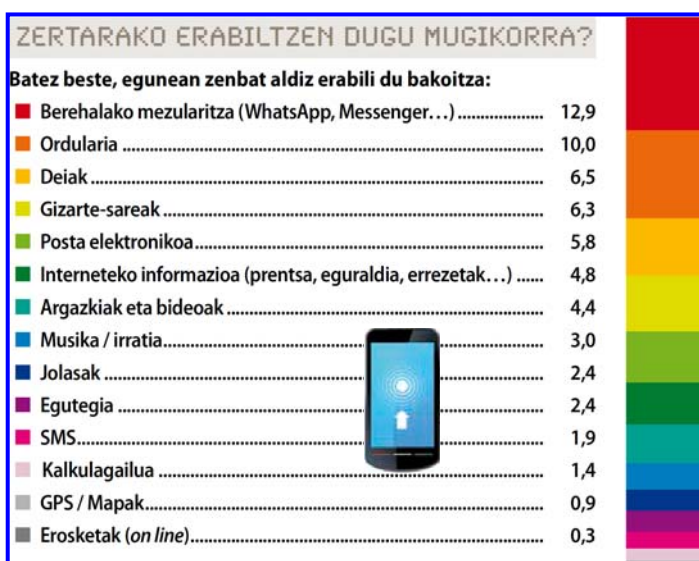 ZERTARAKO ERABILTZEN DUGU MUGIKORRA?
Batez beste, egunean zenbat aldiz erabili du bakoitza:
Berehalako mezularitza (WhatsApp, Messenger…) 12,9
Ordularia 10,0
Deiak 6,5
Gizarte-sareak 6,3
Posta elektronikoa 5,8
Interneteko informazioa (prentsa, eguraldia, errezetak…) 4,8
Argazkiak eta bideoak 4,4
Musika / irratia 3,0
Jolasak 2,4
Egutegia 2,4
SMS 1,9
Kalkulagailua 1,4
GPS / Mapak 0,9
Erosketak (on line) 0,3